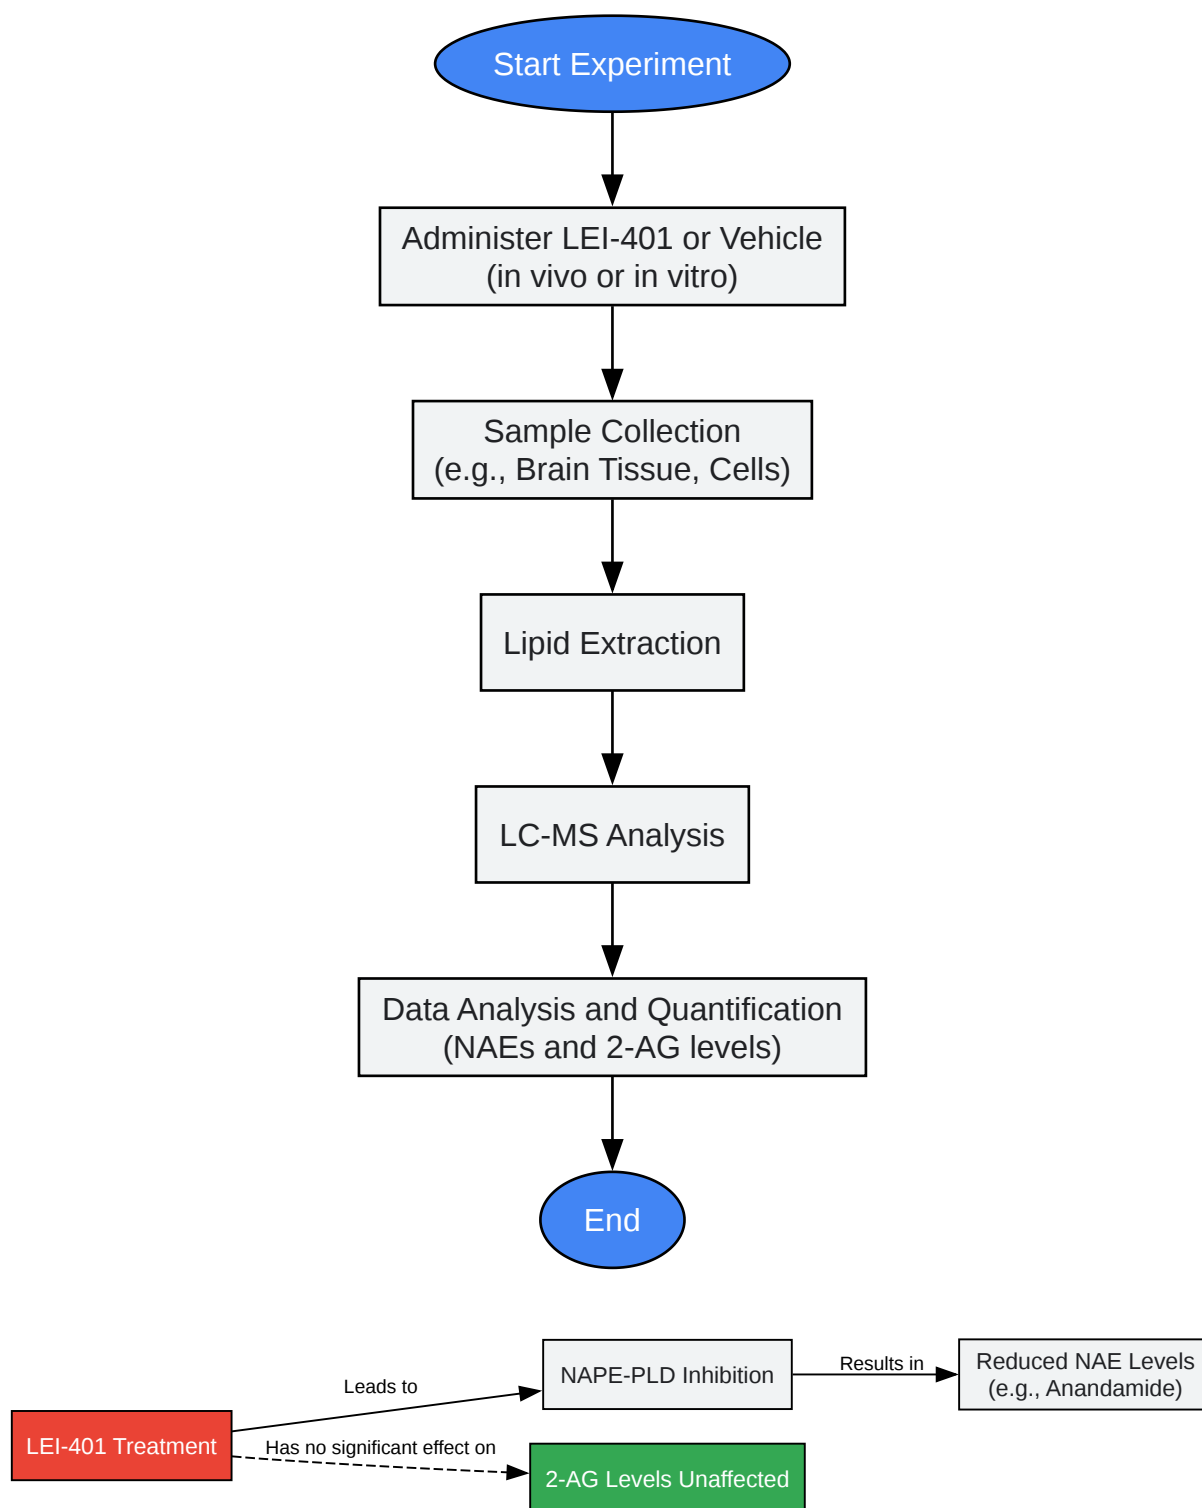 Start Experiment
Administer LEI-401 or Vehicle
(in vivo or in vitro)
Sample Collection
(e.g., Brain Tissue, Cells)
Lipid Extraction
LC-MS Analysis
Data Analysis and Quantification
(NAEs and 2-AG levels)
End
LEI-401 Treatment
Leads to
NAPE-PLD Inhibition
Results in
Reduced NAE Levels
(e.g., Anandamide)
Has no significant effect on
2-AG Levels Unaffected